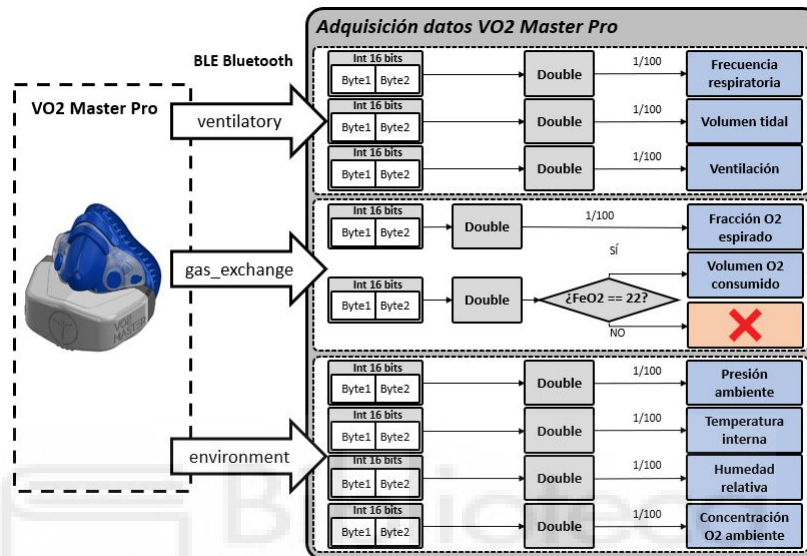 Adquisición datos VO2 Master Pro
BLE Bluetooth
VO2 Master Pro
VO2
MASTER
ventilatory
Int 16 bits
Byte1 Byte2
Double
1/100
Frecuencia
respiratoria
Int 16 bits
Byte1 Byte2
Double
1/100
Volumen tidal
Int 16 bits
Byte1 Byte2
Double
1/100
Ventilación
gas_exchange
Int 16 bits
Byte1 Byte2
Double
1/100
Fracción O2
espirado
Int 16 bits
Byte1 Byte2
Double
¿FeO2 == 22?
SÍ
Volumen O2
consumido
NO
environment
Int 16 bits
Byte1 Byte2
Double
1/100
Presión
ambiente
Int 16 bits
Byte1 Byte2
Double
1/100
Temperatura
interna
Int 16 bits
Byte1 Byte2
Double
1/100
Humedad
relativa
Int 16 bits
Byte1 Byte2
Double
1/100
Concentración
O2 ambiente